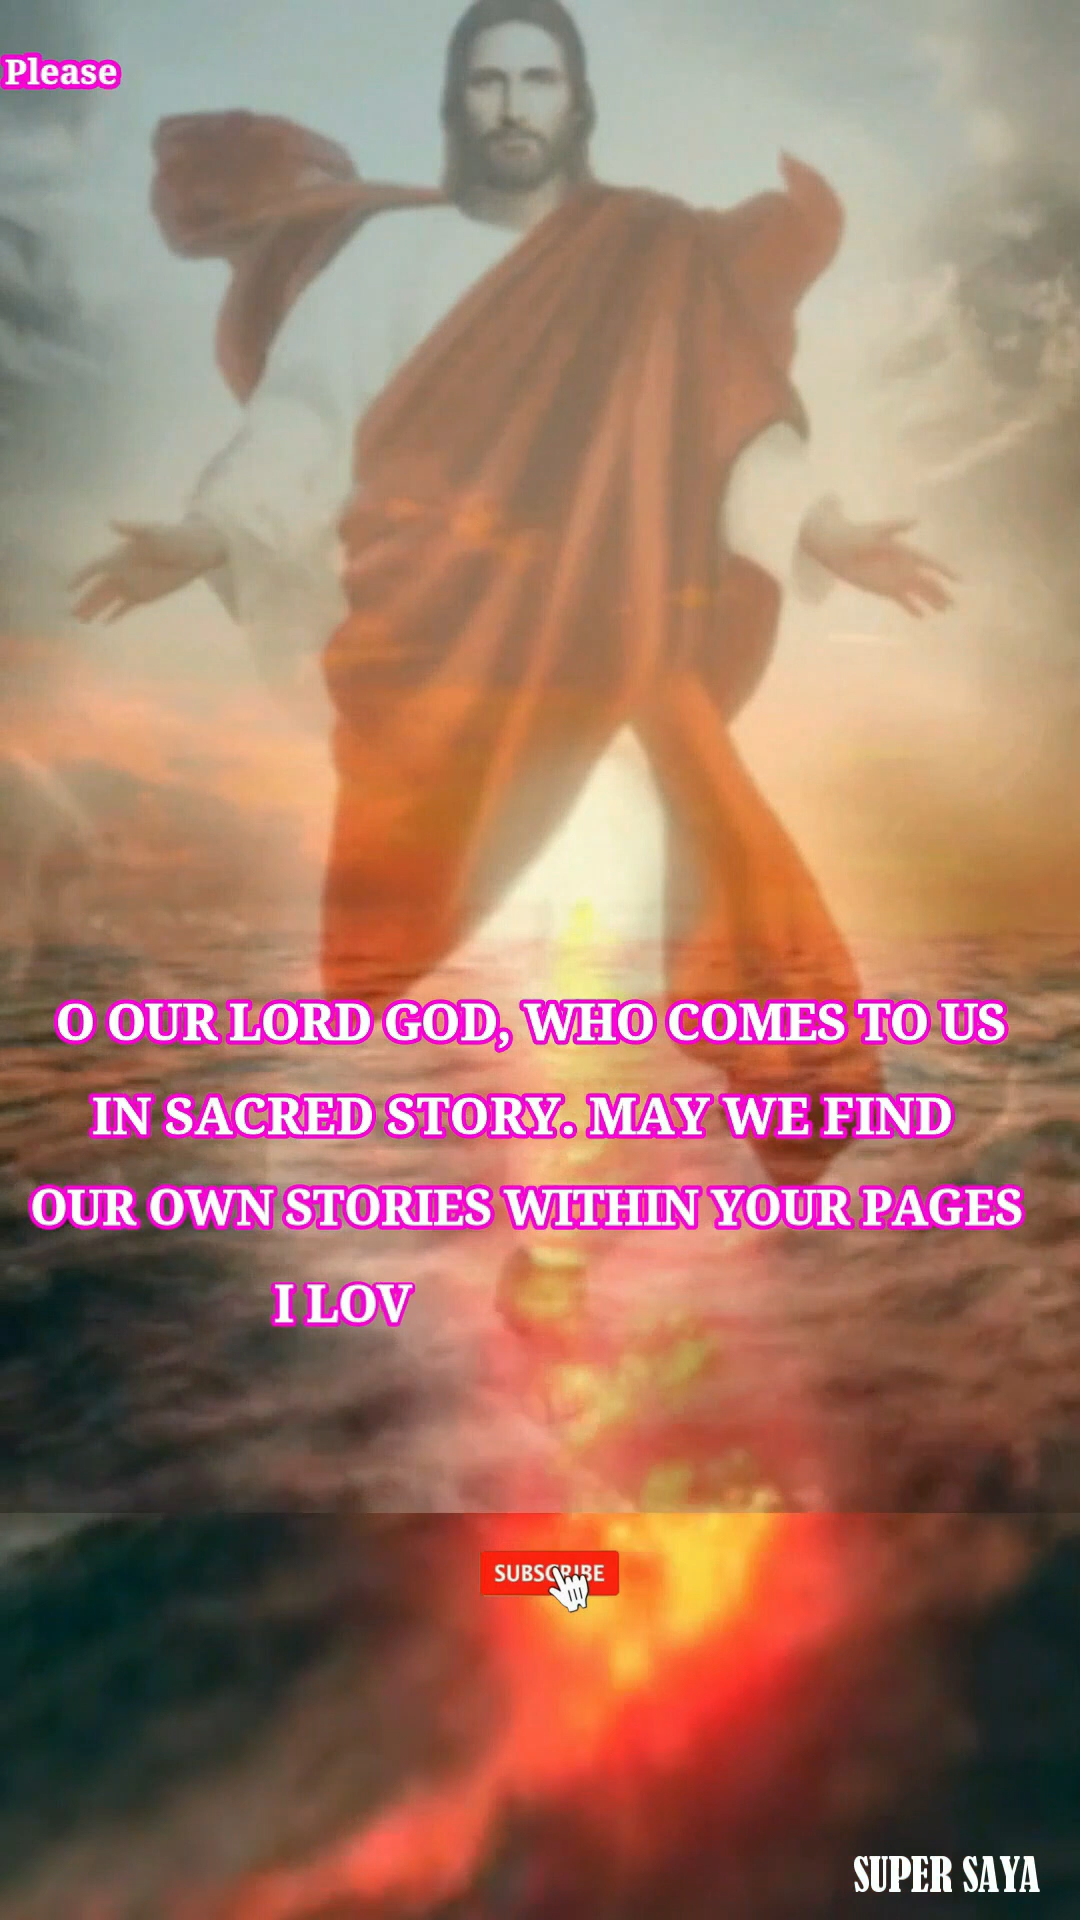 Please
O OUR LORD GOD, WHO COMES TO US
IN SACRED STORY. MAY WE FIND
OUR OWN STORIES WITHIN YOUR PAGES
I LOV
SUBSCRIBE
SUPER SAYA